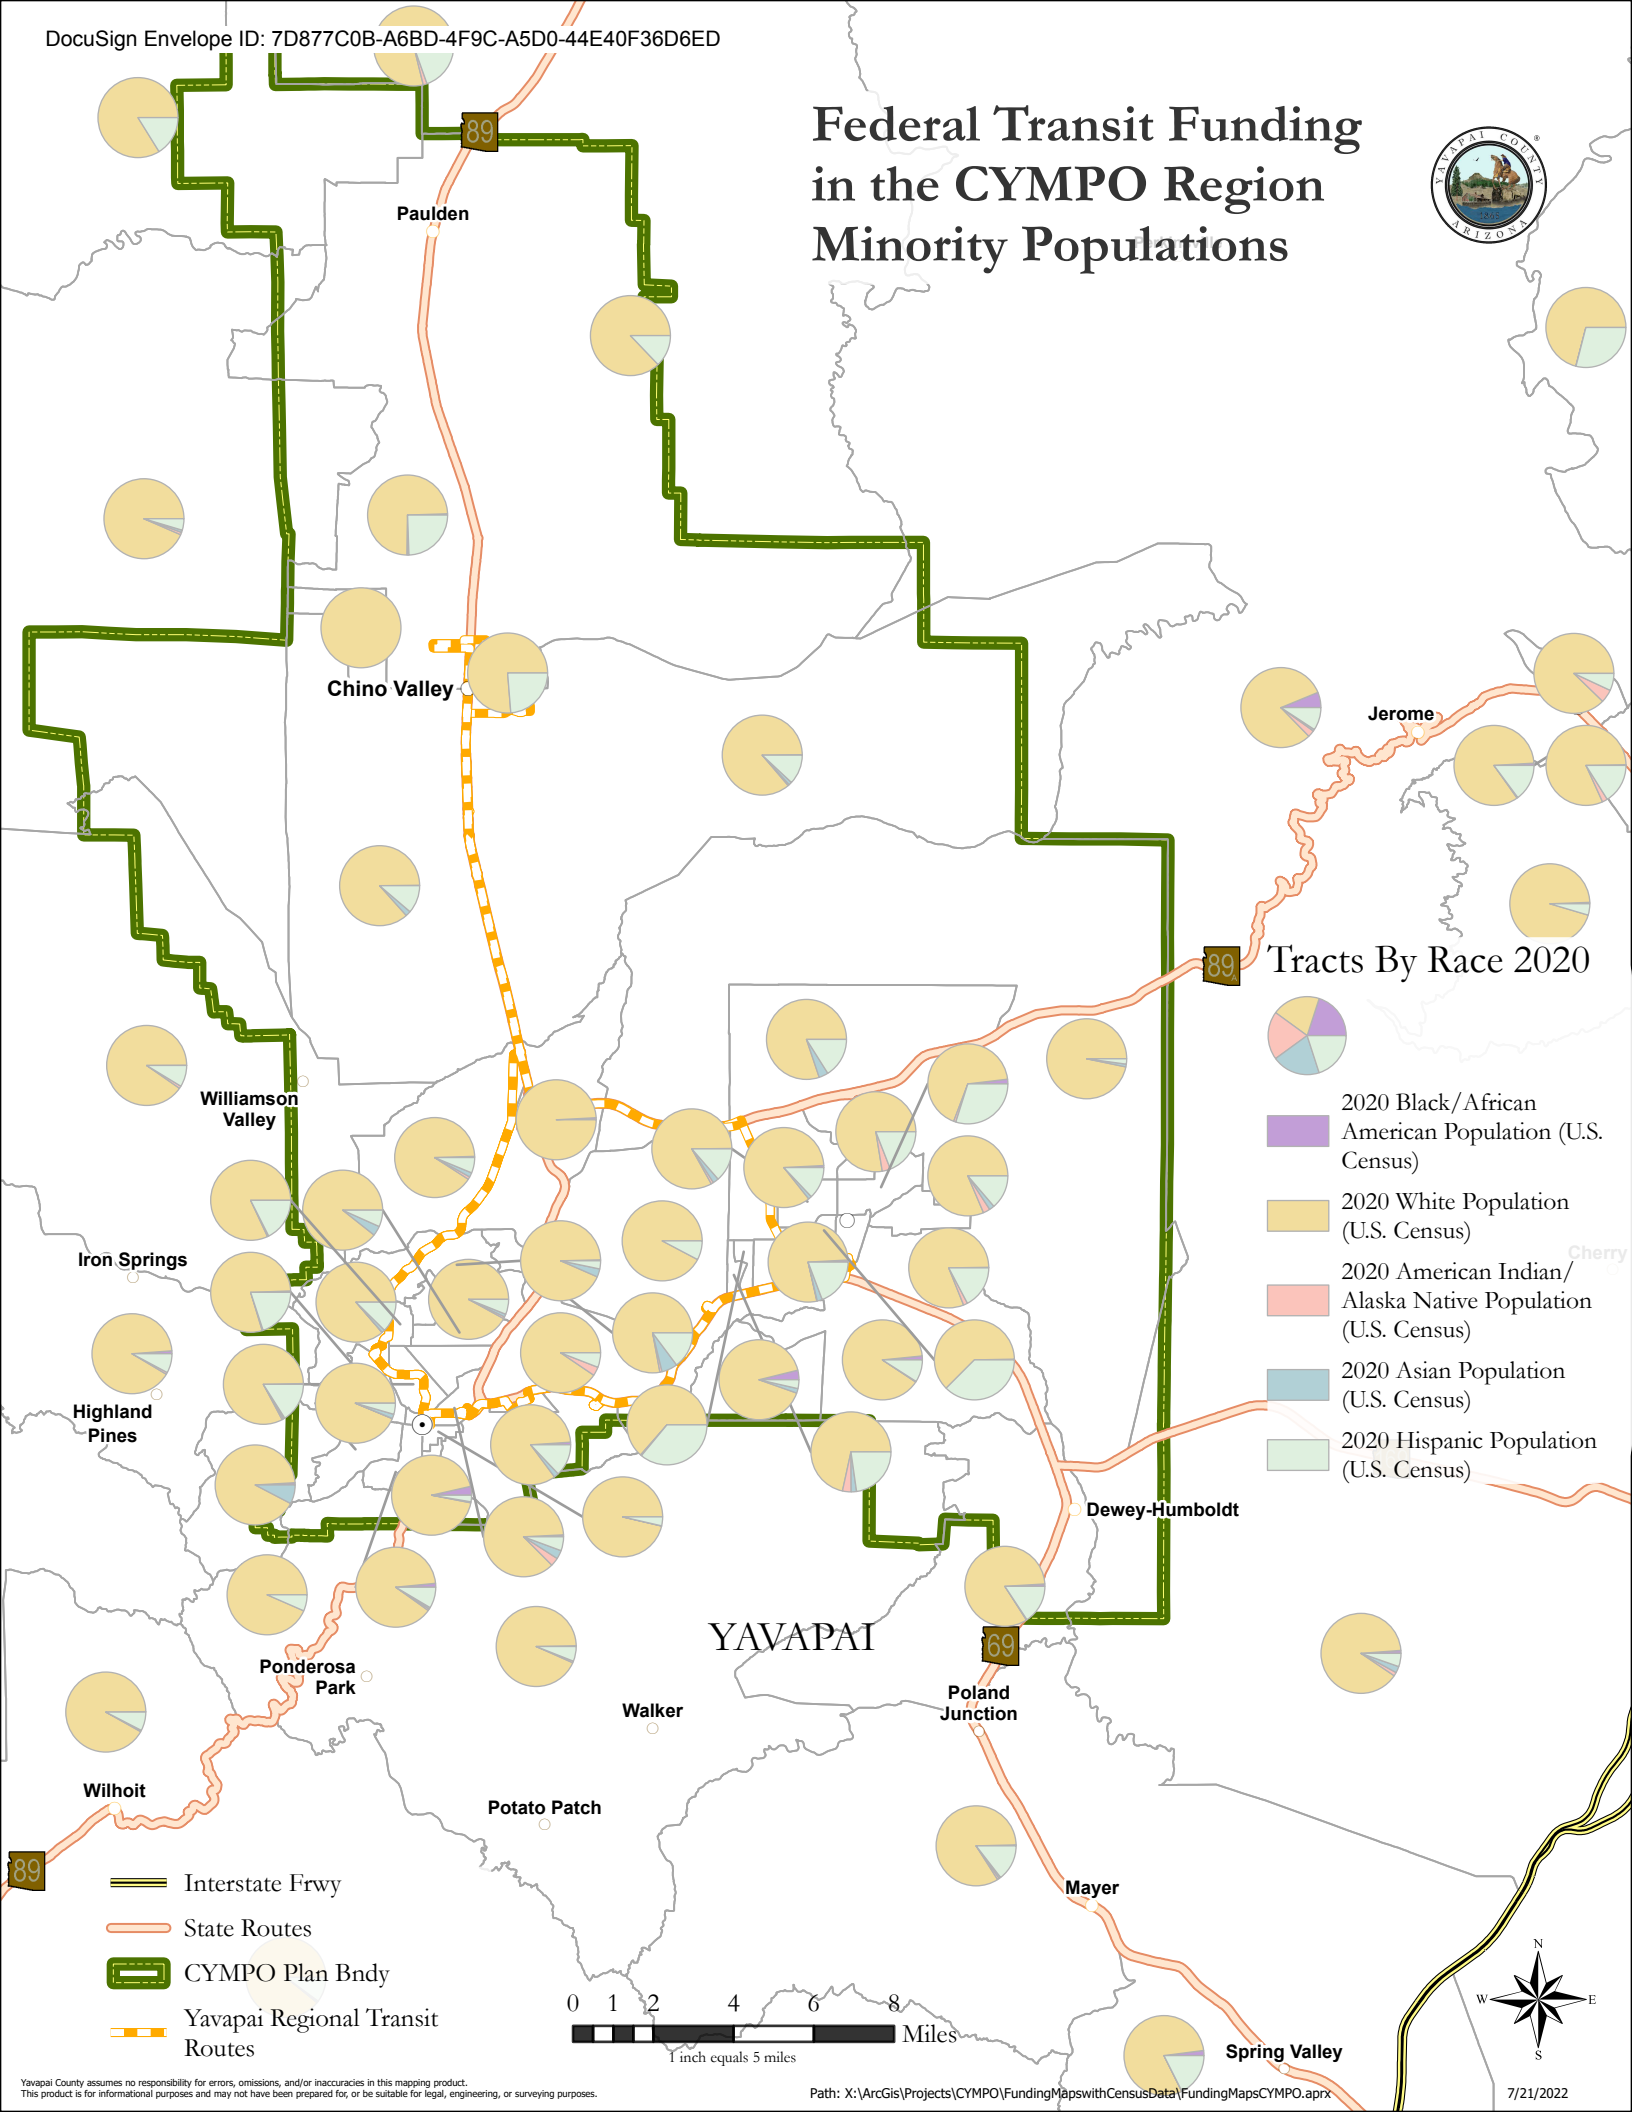 DocuSign Envelope ID: 7D877C0B-A6BD-4F9C-A5D0-44E40F36D6ED
Federal Transit Funding
in the CYMPO Region
Minority Populations
YAVAPAI COUNTY
ARIZONA
1865
Perkinsville
89
Paulden
Chino Valley
Jerome
89
A
Tracts By Race 2020
2020 Black/African
American Population (U.S.
Census)
2020 White Population
(U.S. Census)
2020 American Indian/
Alaska Native Population
(U.S. Census)
2020 Asian Population
(U.S. Census)
2020 Hispanic Population
(U.S. Census)
Cherry
Williamson
Valley
Iron Springs
Highland
Pines
Dewey-Humboldt
YAVAPAI
69
Ponderosa
Park
Walker
Poland
Junction
Wilhoit
Potato Patch
89
Mayer
Spring Valley
Interstate Frwy
State Routes
CYMPO Plan Bndy
Yavapai Regional Transit
Routes
0 1 2 4 6 8
Miles
1 inch equals 5 miles
N
W E
S
Yavapai County assumes no responsibility for errors, omissions, and/or inaccuracies in this mapping product.
This product is for informational purposes and may not have been prepared for, or be suitable for legal, engineering, or surveying purposes.
Path: X:\ArcGis\Projects\CYMPO\FundingMapswithCensusData\FundingMapsCYMPO.aprx
7/21/2022